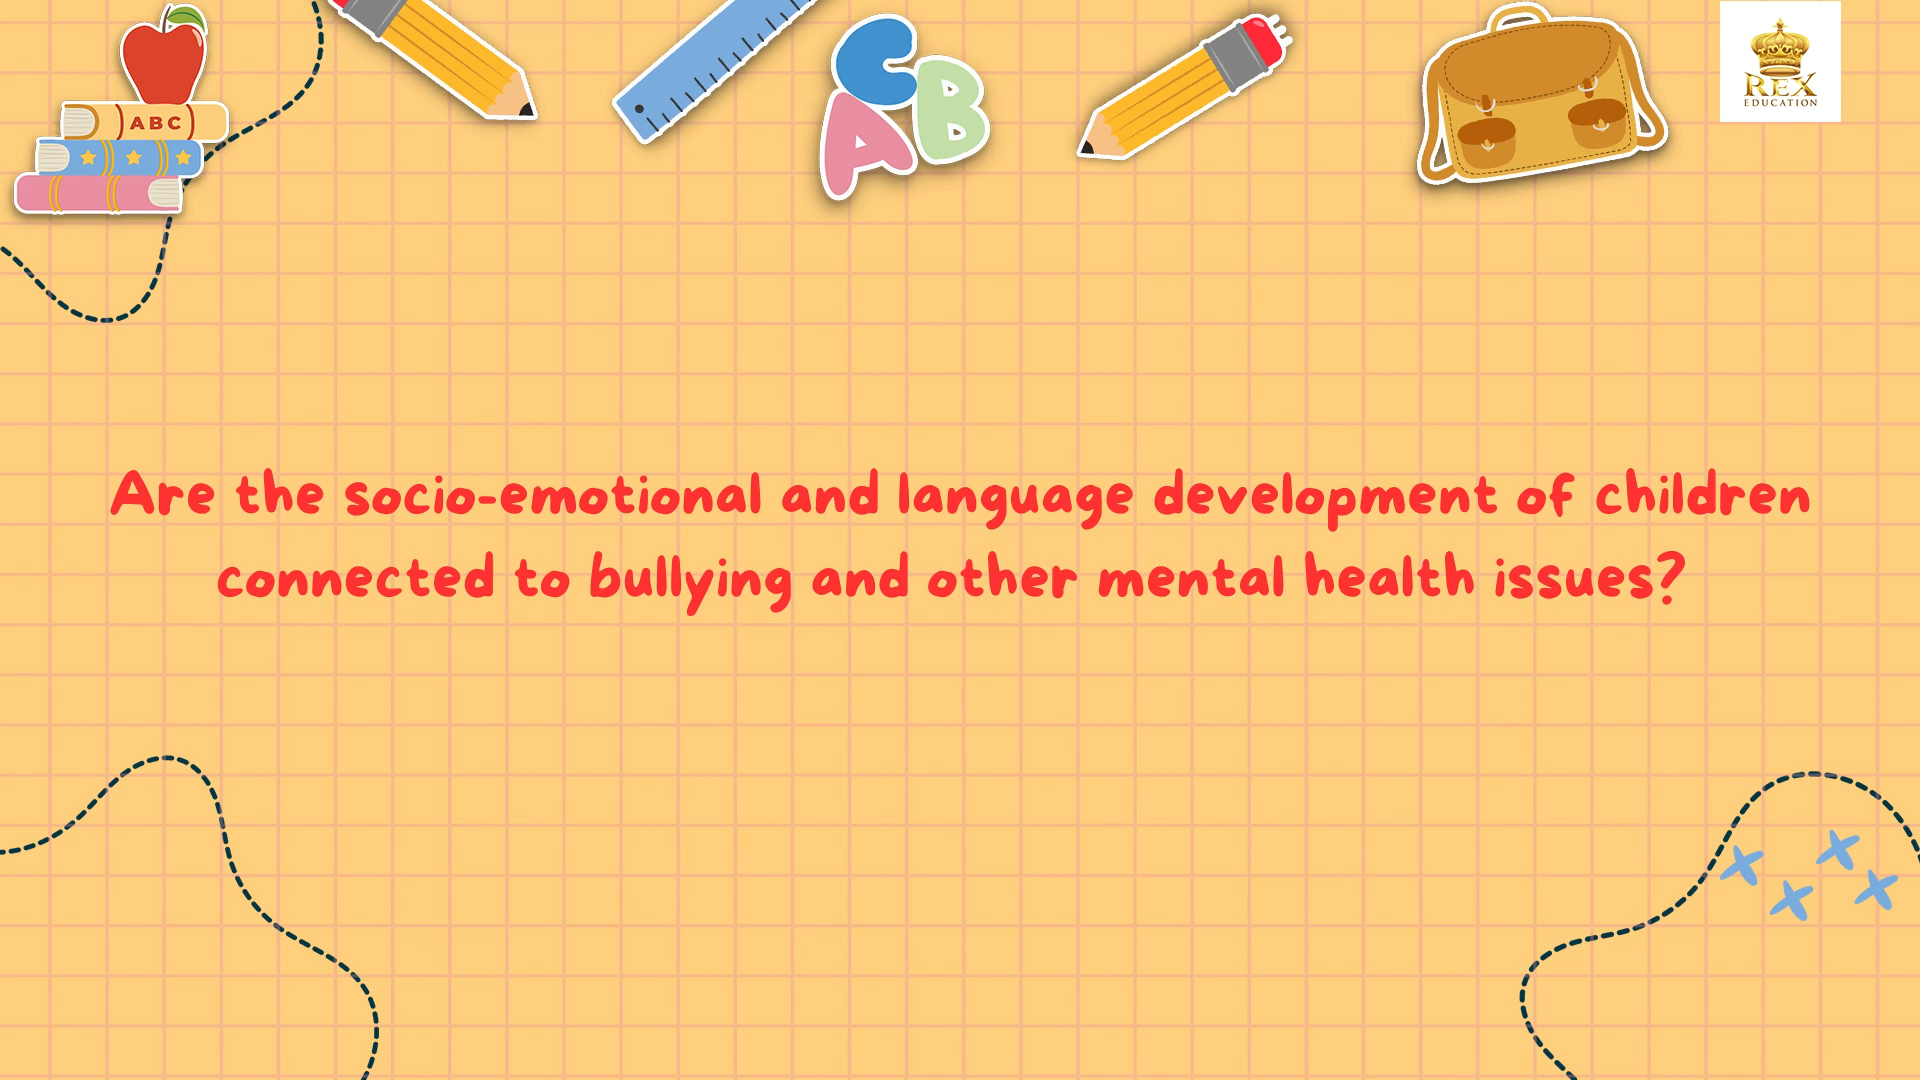 ABC
C
B
A
REX
EDUCATION
Are the socio-emotional and language development of children
connected to bullying and other mental health issues?